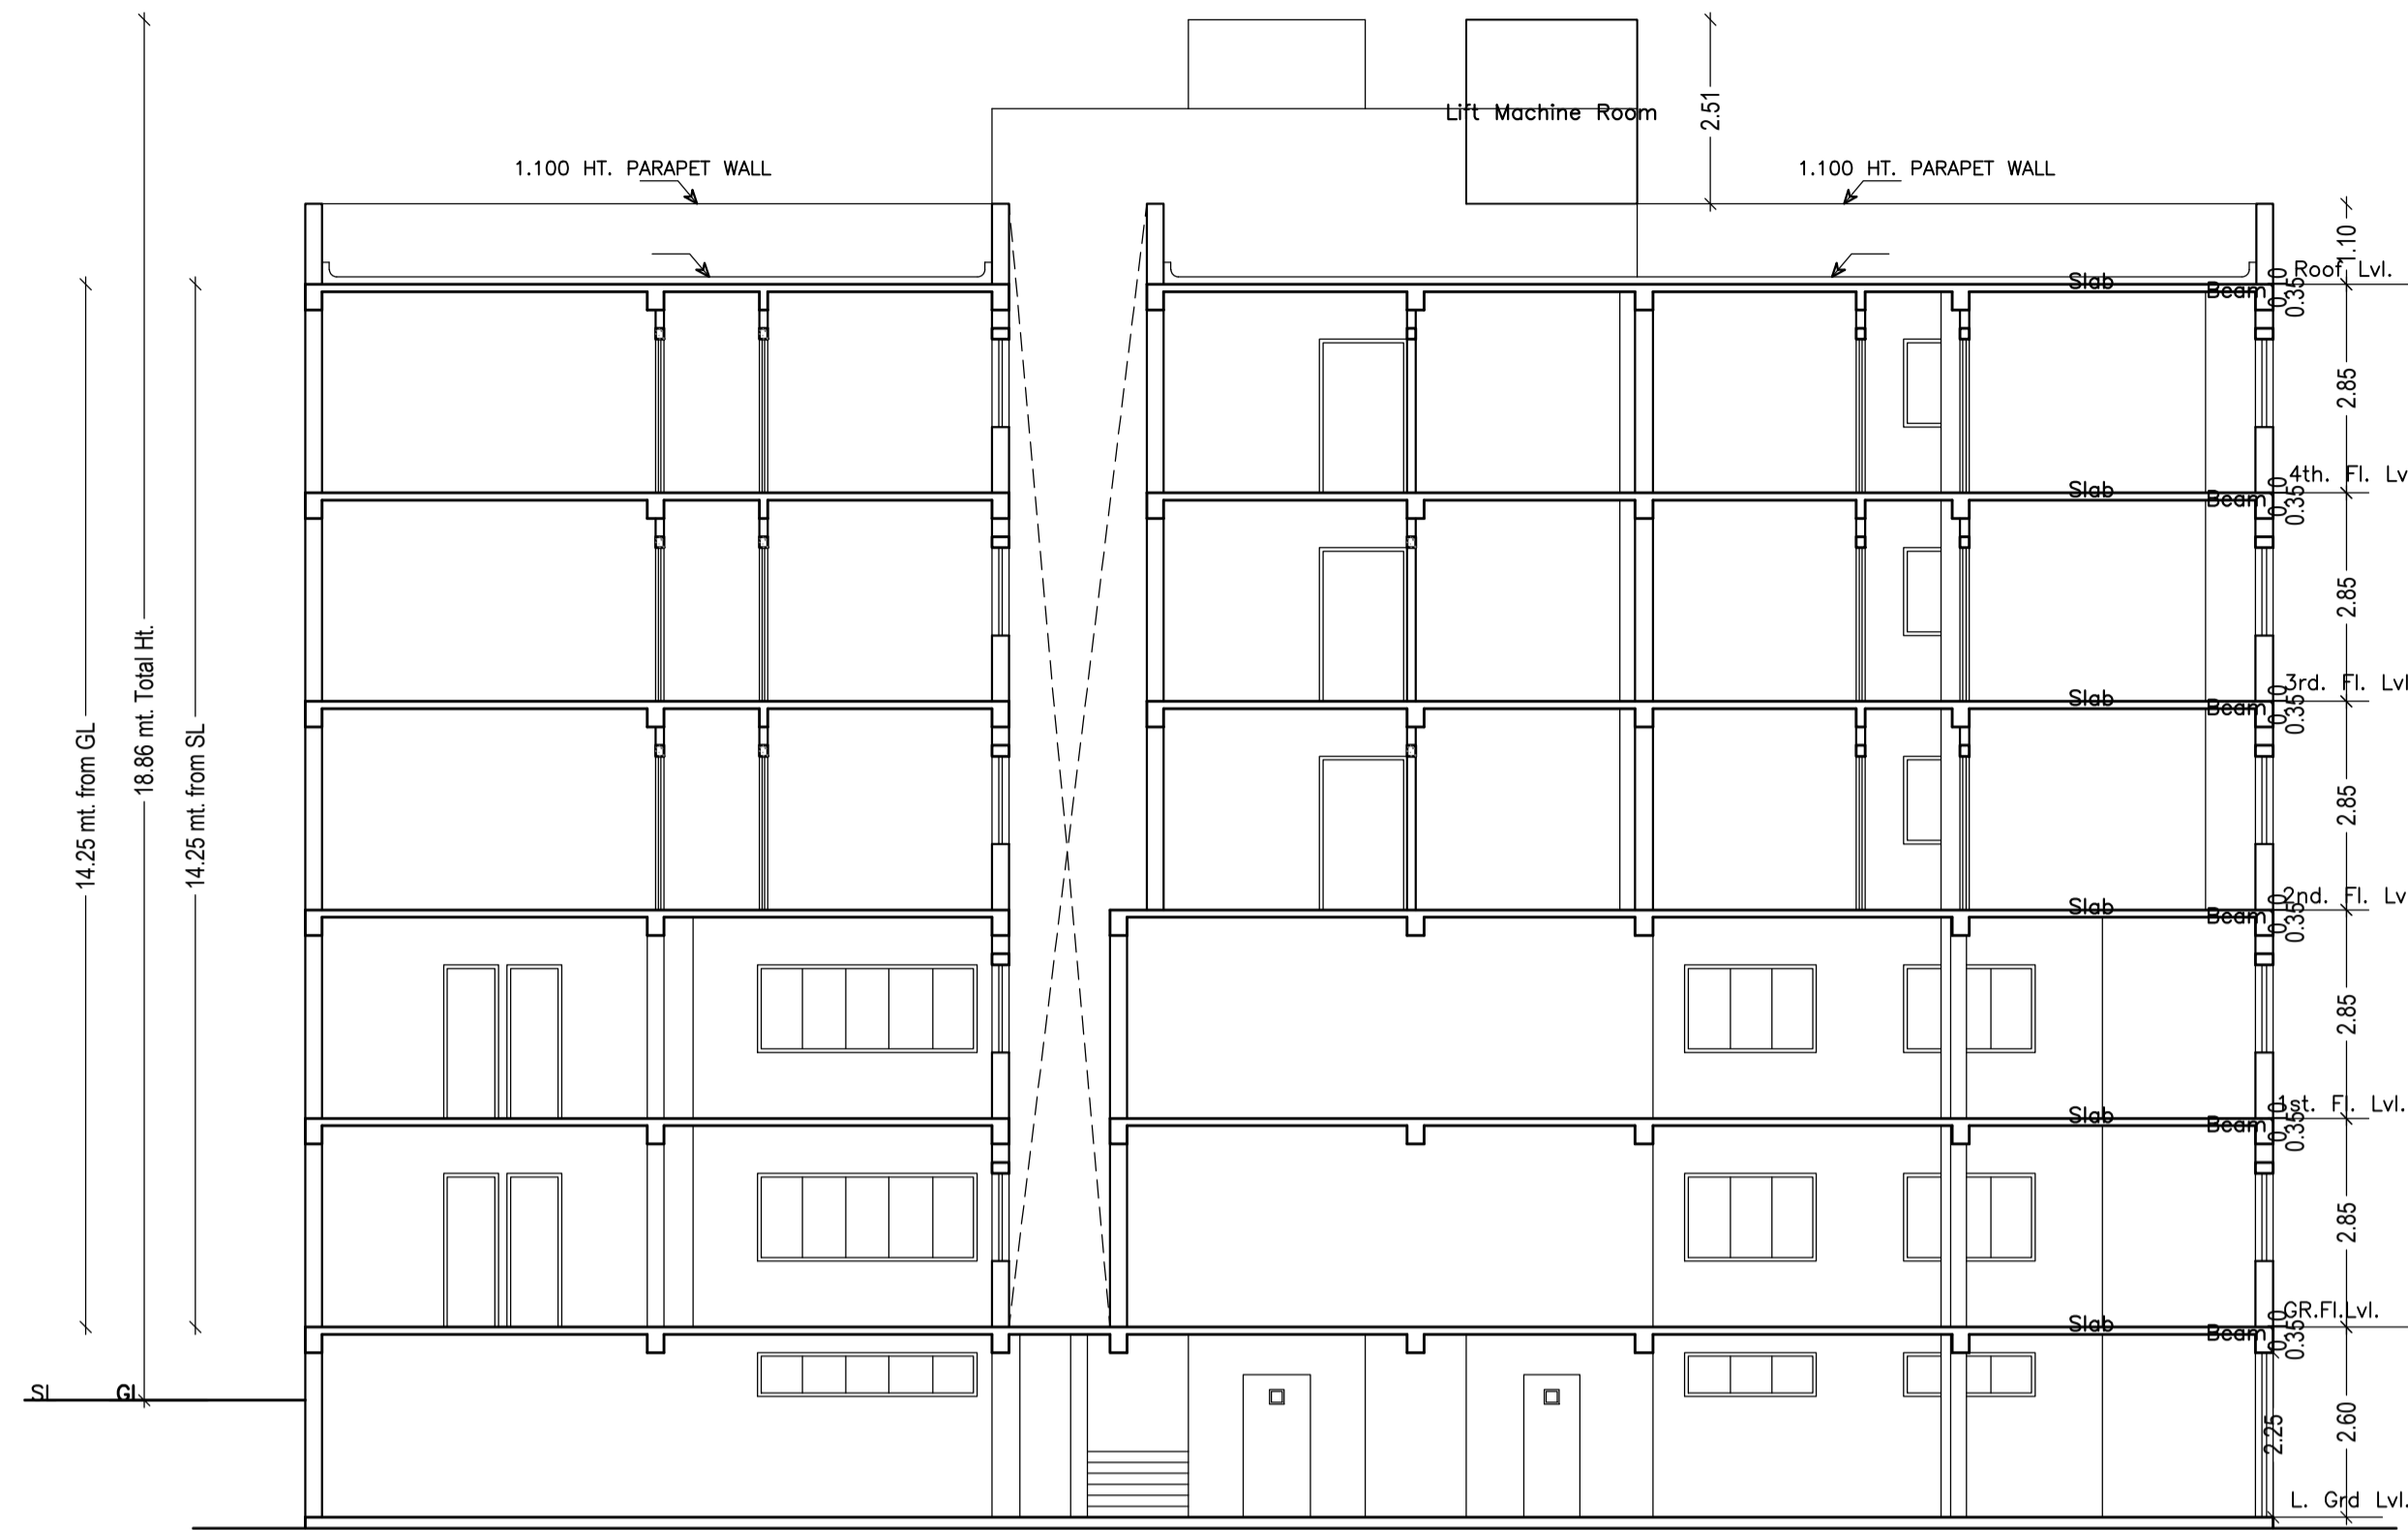 Lift Machine Room
2.51
1.100 HT. PARAPET WALL
1.100 HT. PARAPET WALL
1.10
Roof Lvl.
Slab
Beam
0.35
2.85
4th. Fl. Lv
Slab
Beam
0.35
2.85
3rd. Fl. Lvl
Slab
Beam
0.35
2.85
2nd. Fl. Lv
Slab
Beam
0.35
2.85
1st. Fl. Lvl.
Slab
Beam
0.35
2.85
GR.Fl.Lvl.
Slab
Beam
0.35
2.60
2.25
L. Grd Lvl.
14.25 mt. from GL
18.86 mt. Total Ht.
14.25 mt. from SL
SL
GL